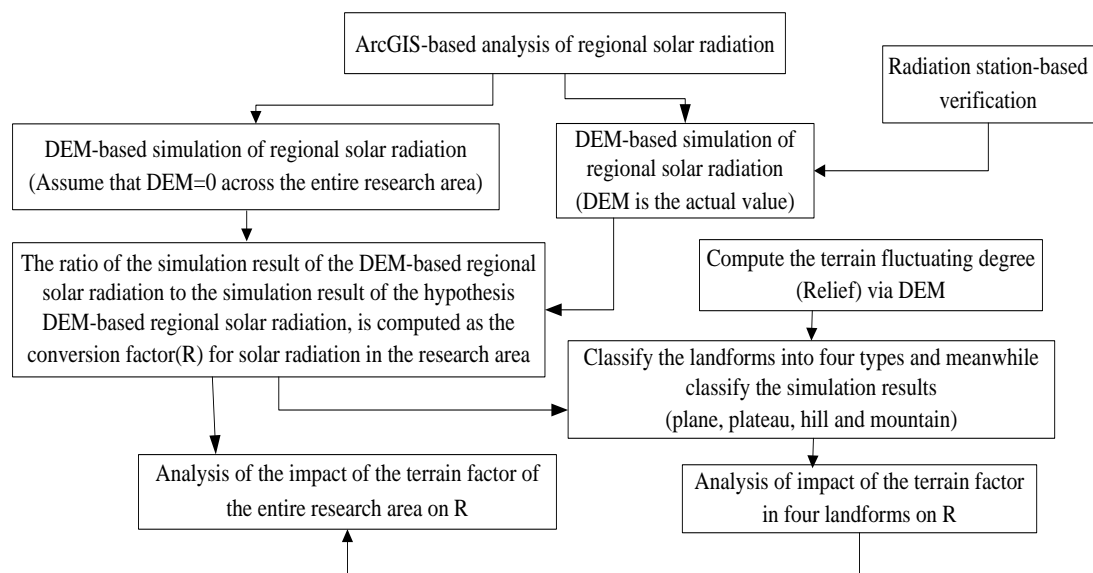 ArcGIS-based analysis of regional solar radiation
Radiation station-based
verification
DEM-based simulation of regional solar radiation
(Assume that DEM=0 across the entire research area)
DEM-based simulation of
regional solar radiation
(DEM is the actual value)
The ratio of the simulation result of the DEM-based regional
solar radiation to the simulation result of the hypothesis
DEM-based regional solar radiation, is computed as the
conversion factor(R) for solar radiation in the research area
Compute the terrain fluctuating degree
(Relief) via DEM
Classify the landforms into four types and meanwhile
classify the simulation results
(plane, plateau, hill and mountain)
Analysis of the impact of the terrain factor of
the entire research area on R
Analysis of impact of the terrain factor
in four landforms on R